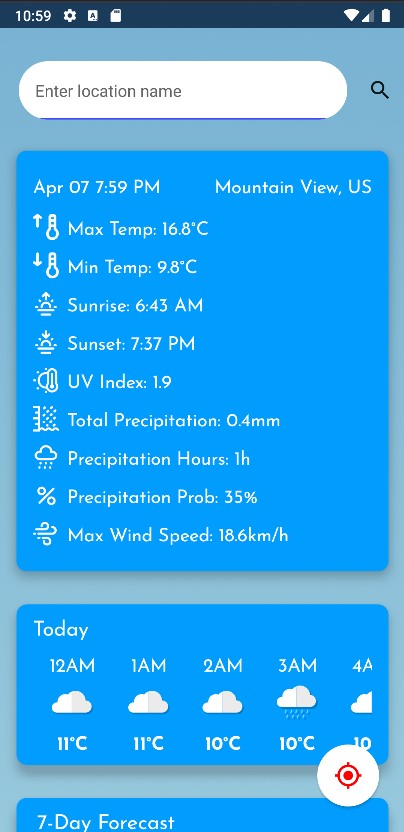 10:59
Enter location name
Apr 07 7:59 PM Mountain View, US
Max Temp: 16.8°C
Min Temp: 9.8°C
Sunrise: 6:43 AM
Sunset: 7:37 PM
UV Index: 1.9
Total Precipitation: 0.4mm
Precipitation Hours: 1h
% Precipitation Prob: 35%
Max Wind Speed: 18.6km/h
Today
12AM 1AM 2AM 3AM 4A
11°C 11°C 10°C 10°C 10
7-Day Forecast